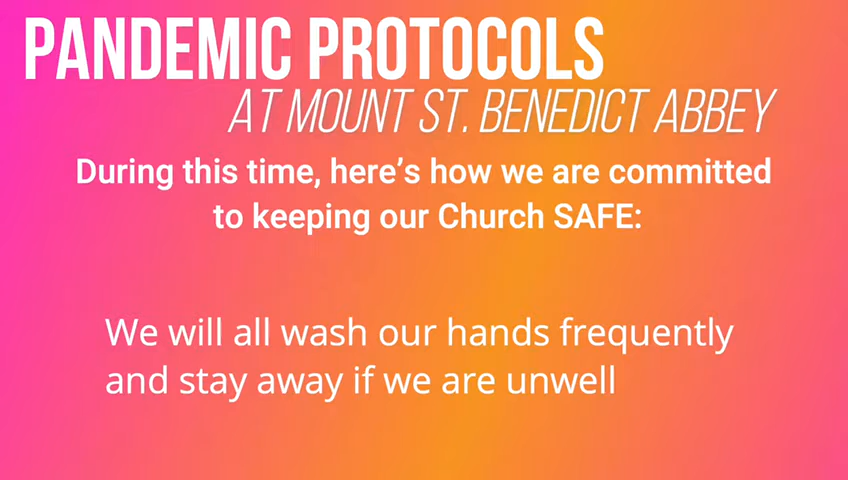 PANDEMIC PROTOCOLS
AT MOUNT ST. BENEDICT ABBEY
During this time, here’s how we are committed
to keeping our Church SAFE:
We will all wash our hands frequently
and stay away if we are unwell